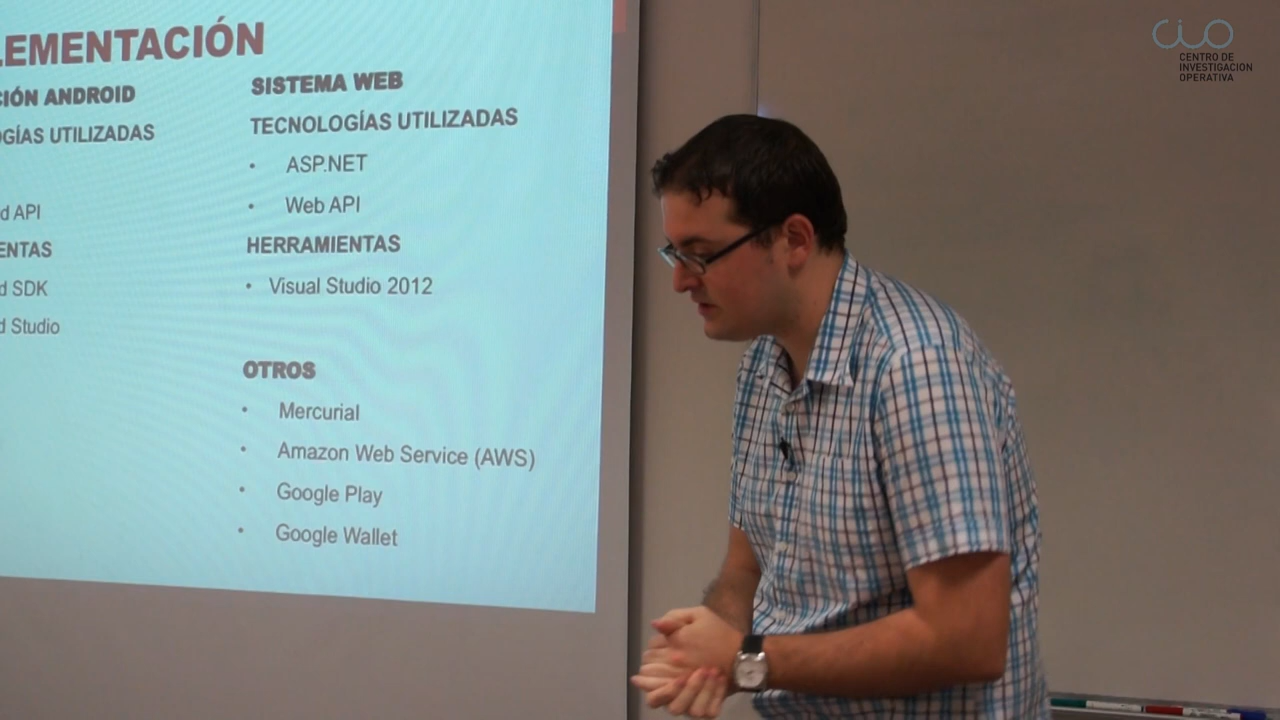 LEMENTACIÓN
CIÓN ANDROID
OGÍAS UTILIZADAS
d API
ENTAS
d SDK
d Studio
SISTEMA WEB
TECNOLOGÍAS UTILIZADAS
• ASP.NET
• Web API
HERRAMIENTAS
• Visual Studio 2012
OTROS
• Mercurial
• Amazon Web Service (AWS)
• Google Play
• Google Wallet
CIO
CENTRO DE
INVESTIGACION
OPERATIVA